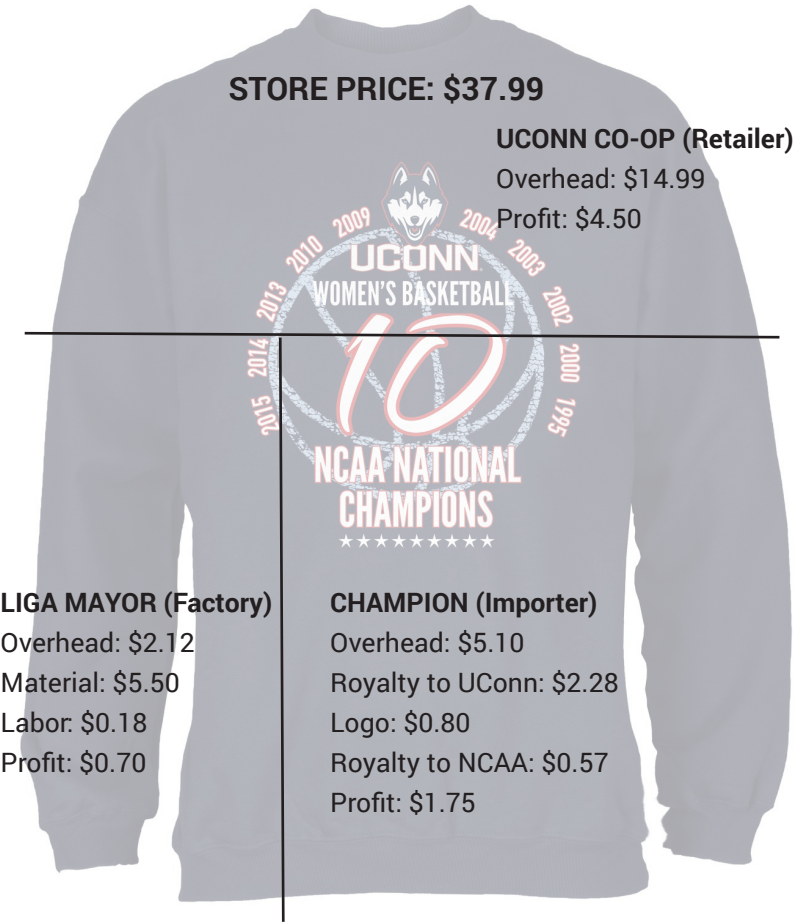 STORE PRICE: $37.99
UCONN CO-OP (Retailer)
Overhead: $14.99
Profit: $4.50
2015 2014 2013 2010 2009
2004 2003 2002 2000 1995
UCONN
WOMEN'S BASKETBALL
10
NCAA NATIONAL
CHAMPIONS
LIGA MAYOR (Factory)
Overhead: $2.12
Material: $5.50
Labor: $0.18
Profit: $0.70
CHAMPION (Importer)
Overhead: $5.10
Royalty to UConn: $2.28
Logo: $0.80
Royalty to NCAA: $0.57
Profit: $1.75